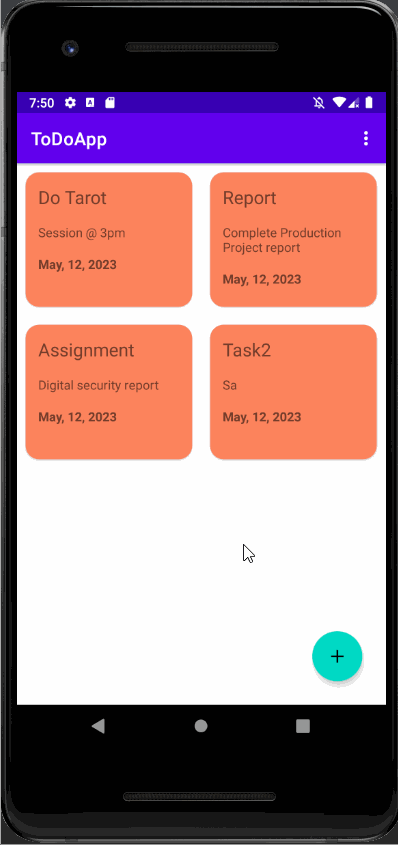 7:50
ToDoApp
Do Tarot
Session @ 3pm
May, 12, 2023
Report
Complete Production
Project report
May, 12, 2023
Assignment
Digital security report
May, 12, 2023
Task2
Sa
May, 12, 2023